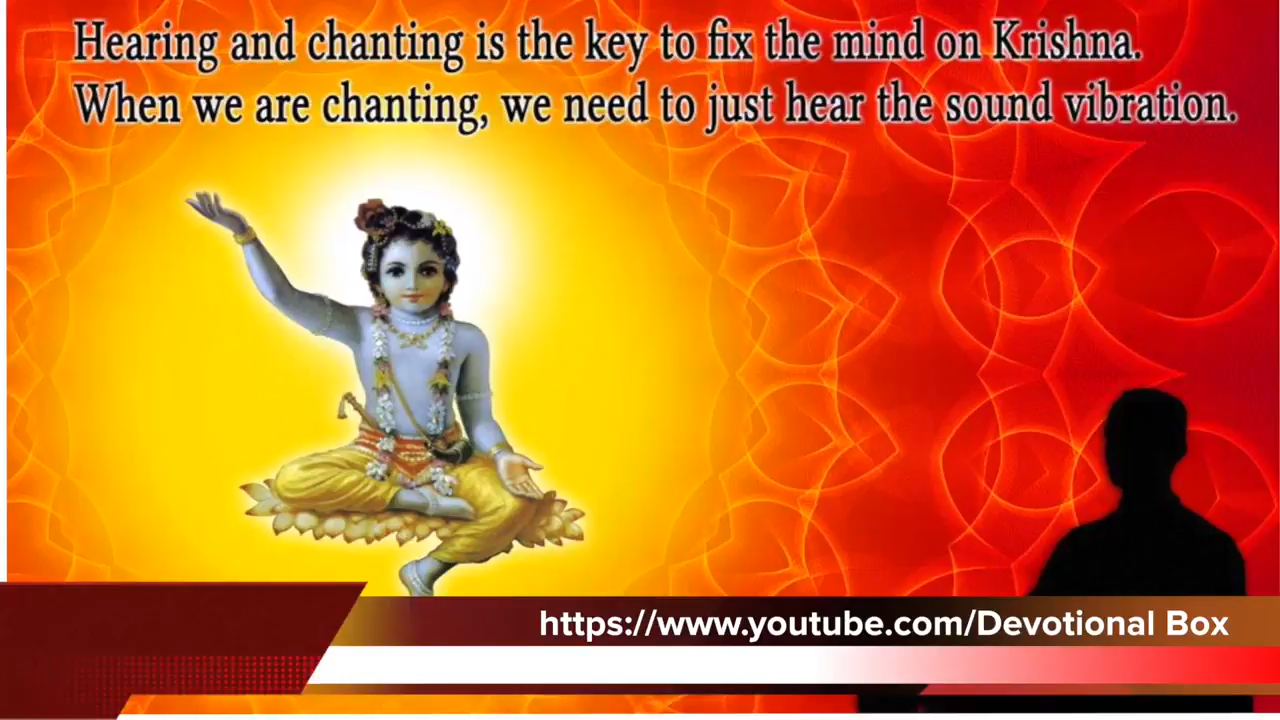 Hearing and chanting is the key to fix the mind on Krishna.
When we are chanting, we need to just hear the sound vibration.
https://www.youtube.com/Devotional Box